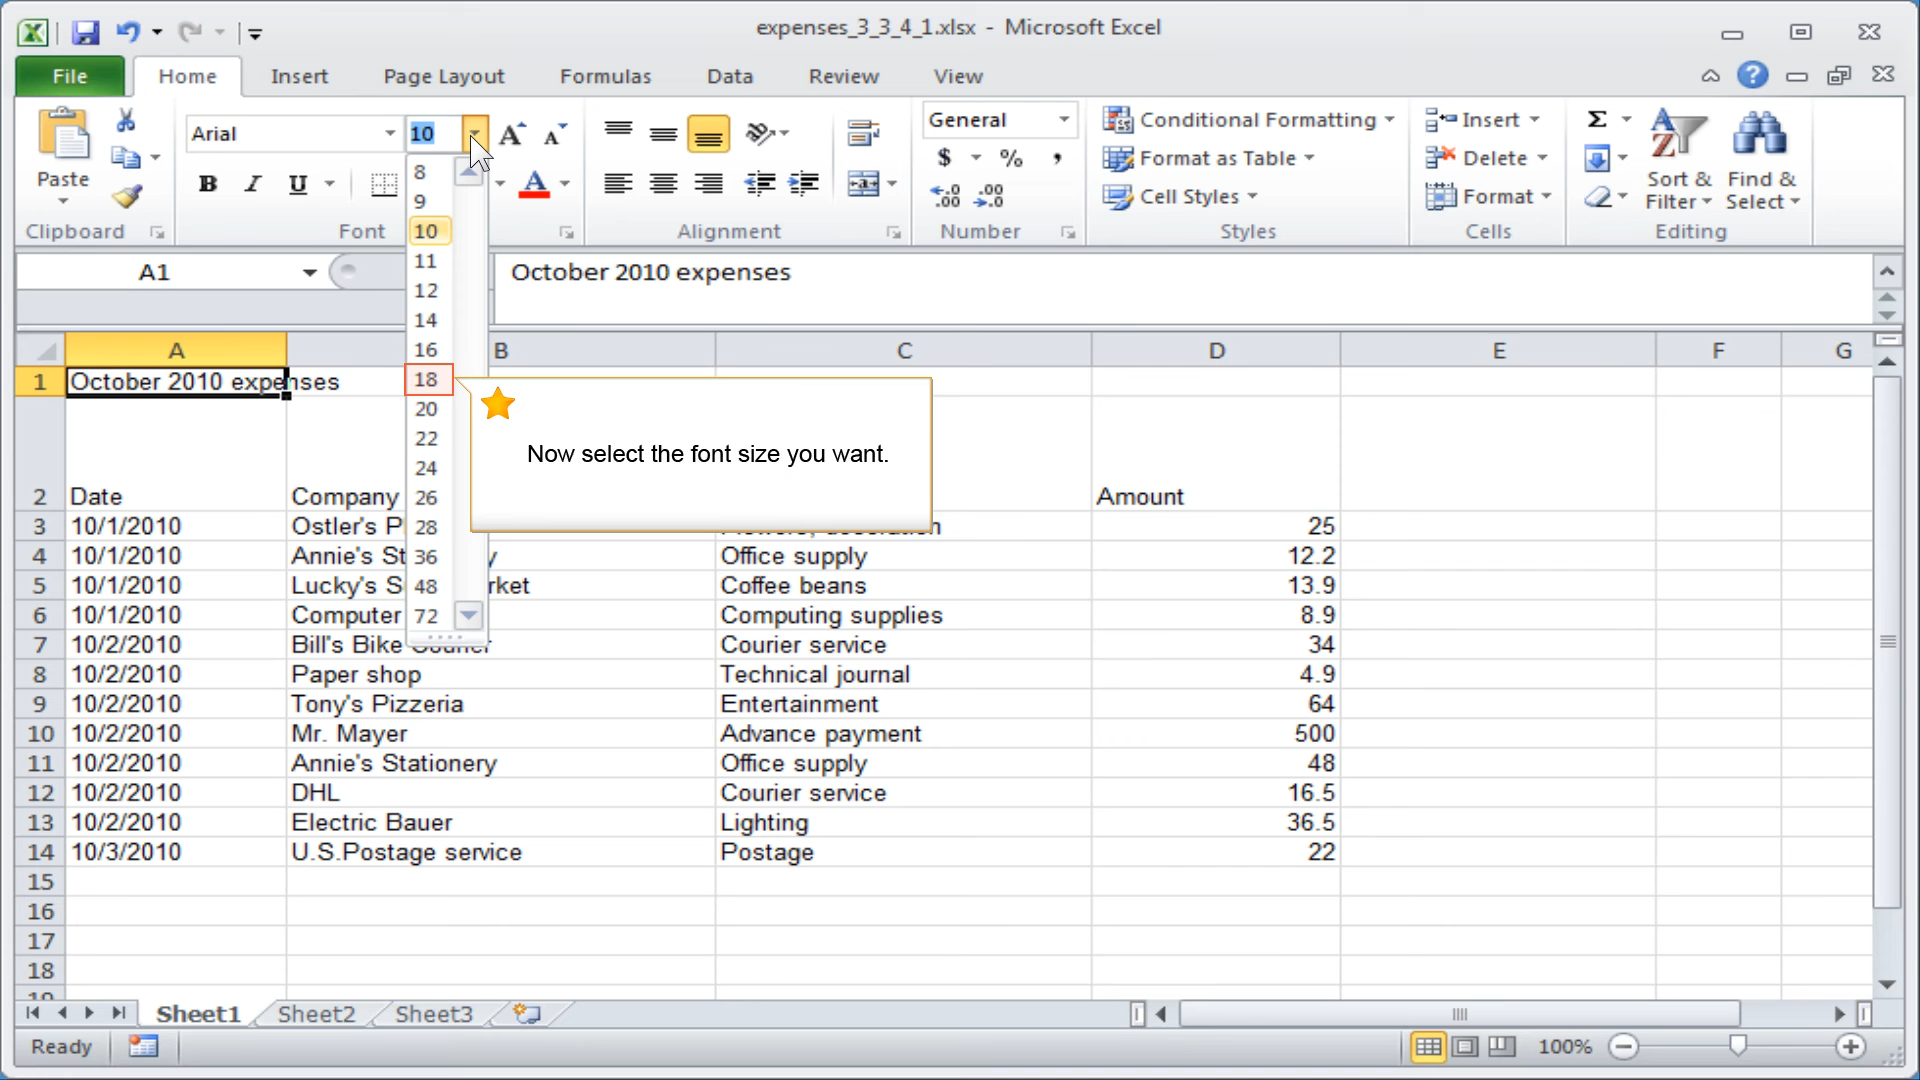 expenses_3_3_4_1.xlsx - Microsoft Excel
File Home Insert Page Layout Formulas Data Review View
Arial 10 General Conditional Formatting Insert Σ
$ % , Format as Table Delete
Paste B I U A Cell Styles Format Sort & Filter Find & Select
Clipboard Font Alignment Number Styles Cells Editing
8
9
10
11
12
14
16
18
20
22
24
26
28
36
48
72
A1 October 2010 expenses
A B C D E F G
1 October 2010 expenses
Now select the font size you want.
2 Date Company Amount
3 10/1/2010 Ostler's 25
4 10/1/2010 Annie's Office supply 12.2
5 10/1/2010 Lucky's Coffee beans 13.9
6 10/1/2010 Computer Computing supplies 8.9
7 10/2/2010 Bill's Bike Courier service 34
8 10/2/2010 Paper shop Technical journal 4.9
9 10/2/2010 Tony's Pizzeria Entertainment 64
10 10/2/2010 Mr. Mayer Advance payment 500
11 10/2/2010 Annie's Stationery Office supply 48
12 10/2/2010 DHL Courier service 16.5
13 10/2/2010 Electric Bauer Lighting 36.5
14 10/3/2010 U.S.Postage service Postage 22
15
16
17
18
Sheet1 Sheet2 Sheet3
Ready 100%